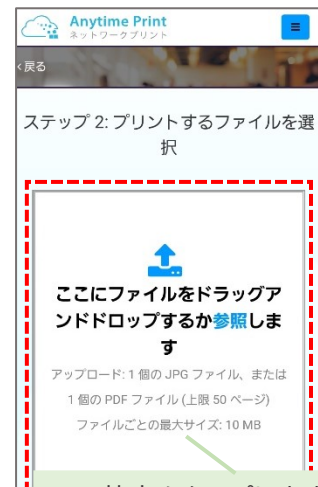 Anytime Print
ネットワークプリント
‹戻る
ステップ 2: プリントするファイルを選
択
ここにファイルをドラッグア
ンドドロップするか参照しま
す
アップロード: 1 個の JPG ファイル、または
1 個の PDF ファイル (上限 50 ページ)
ファイルごとの最大サイズ: 10 MB